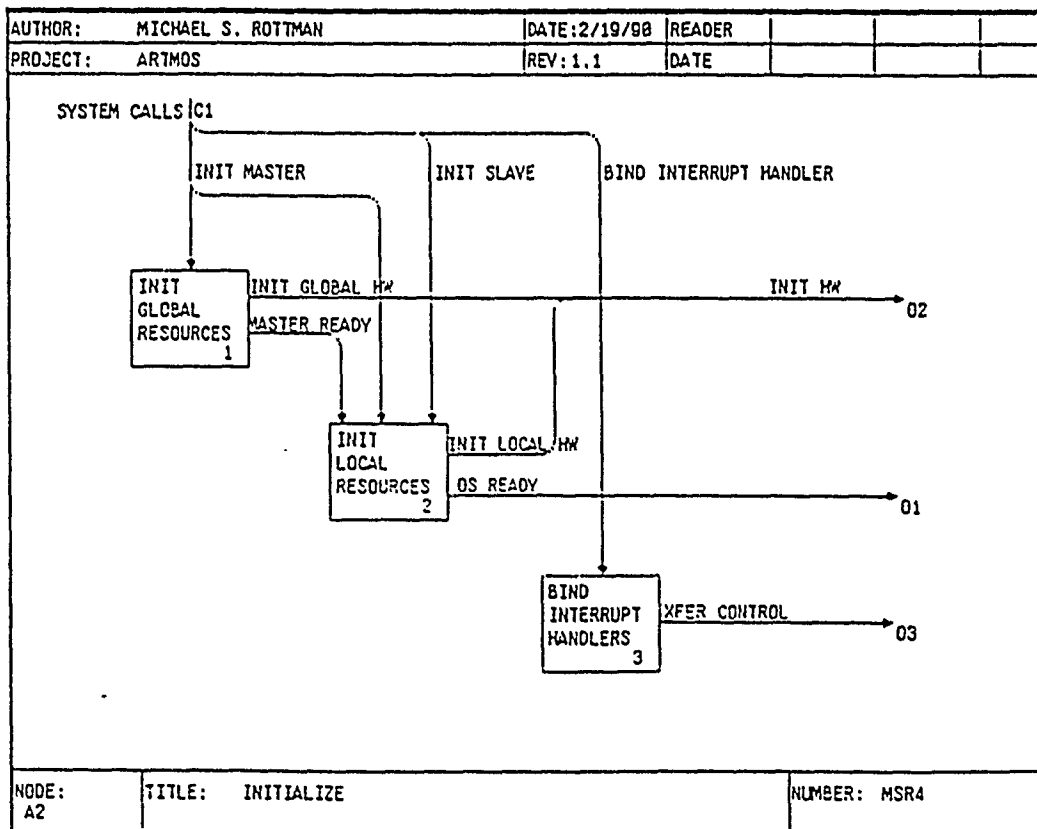 AUTHOR: MICHAEL S. ROTTMAN DATE:2/19/90 READER
PROJECT: ARTMOS REV:1.1 DATE
SYSTEM CALLS C1
INIT MASTER INIT SLAVE BIND INTERRUPT HANDLER
INIT GLOBAL HW INIT HW
INIT
GLOBAL
RESOURCES
1
O2
MASTER READY
INIT
LOCAL
RESOURCES
2
INIT LOCAL HW
OS READY
O1
BIND
INTERRUPT
HANDLERS
3
XFER CONTROL
O3
NODE: TITLE: INITIALIZE NUMBER: MSR4
A2